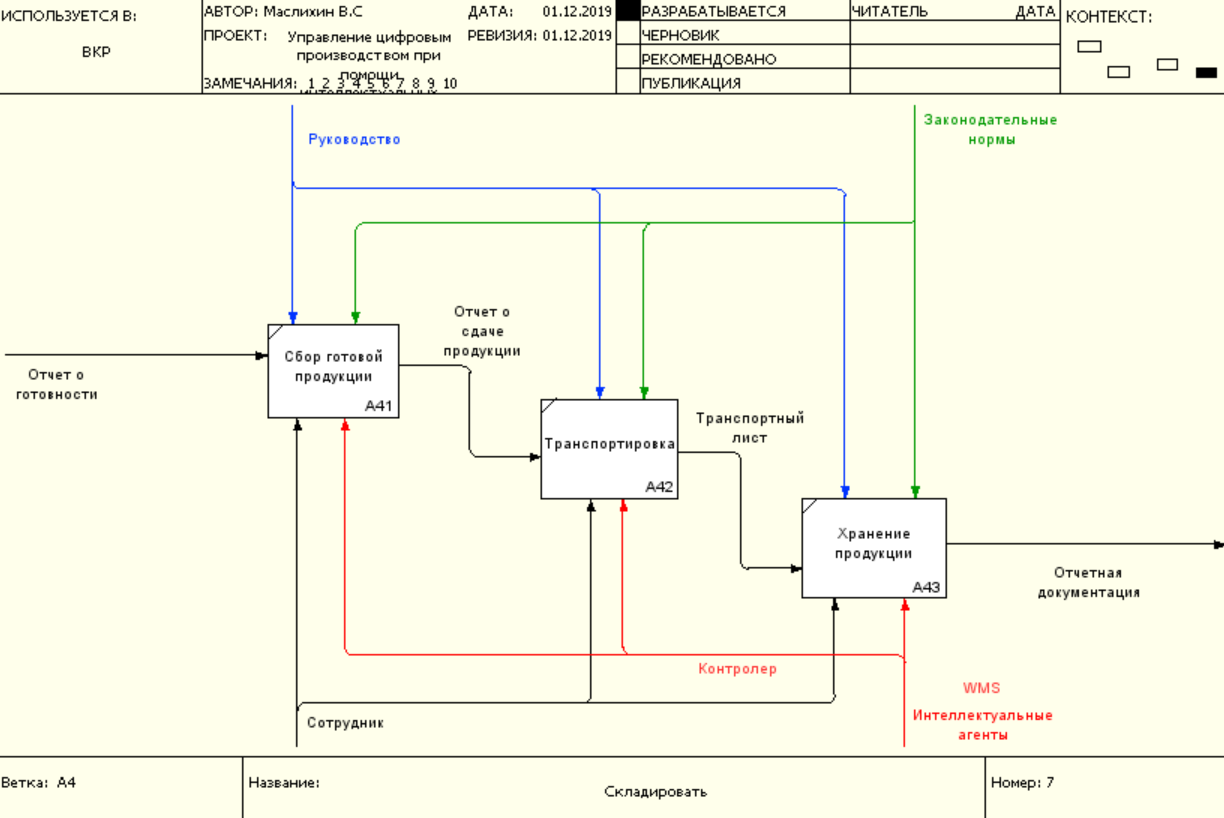 ИСПОЛЬЗУЕТСЯ В:
ВКР
АВТОР: Маслихин В.С
ДАТА: 01.12.2019
ПРОЕКТ: Управление цифровым
производством при
помощи
интеллектуальных
РЕВИЗИЯ: 01.12.2019
ЗАМЕЧАНИЯ: 1 2 3 4 5 6 7 8 9 10
РАЗРАБАТЫВАЕТСЯ
ЧЕРНОВИК
РЕКОМЕНДОВАНО
ПУБЛИКАЦИЯ
ЧИТАТЕЛЬ
ДАТА
КОНТЕКСТ:
Руководство
Законодательные
нормы
Отчет о
готовности
Сбор готовой
продукции
A41
Отчет о
сдаче
продукции
Транспортировка
A42
Транспортный
лист
Хранение
продукции
A43
Отчетная
документация
Контролер
WMS
Интеллектуальные
агенты
Сотрудник
Ветка: A4
Название:
Складировать
Номер: 7